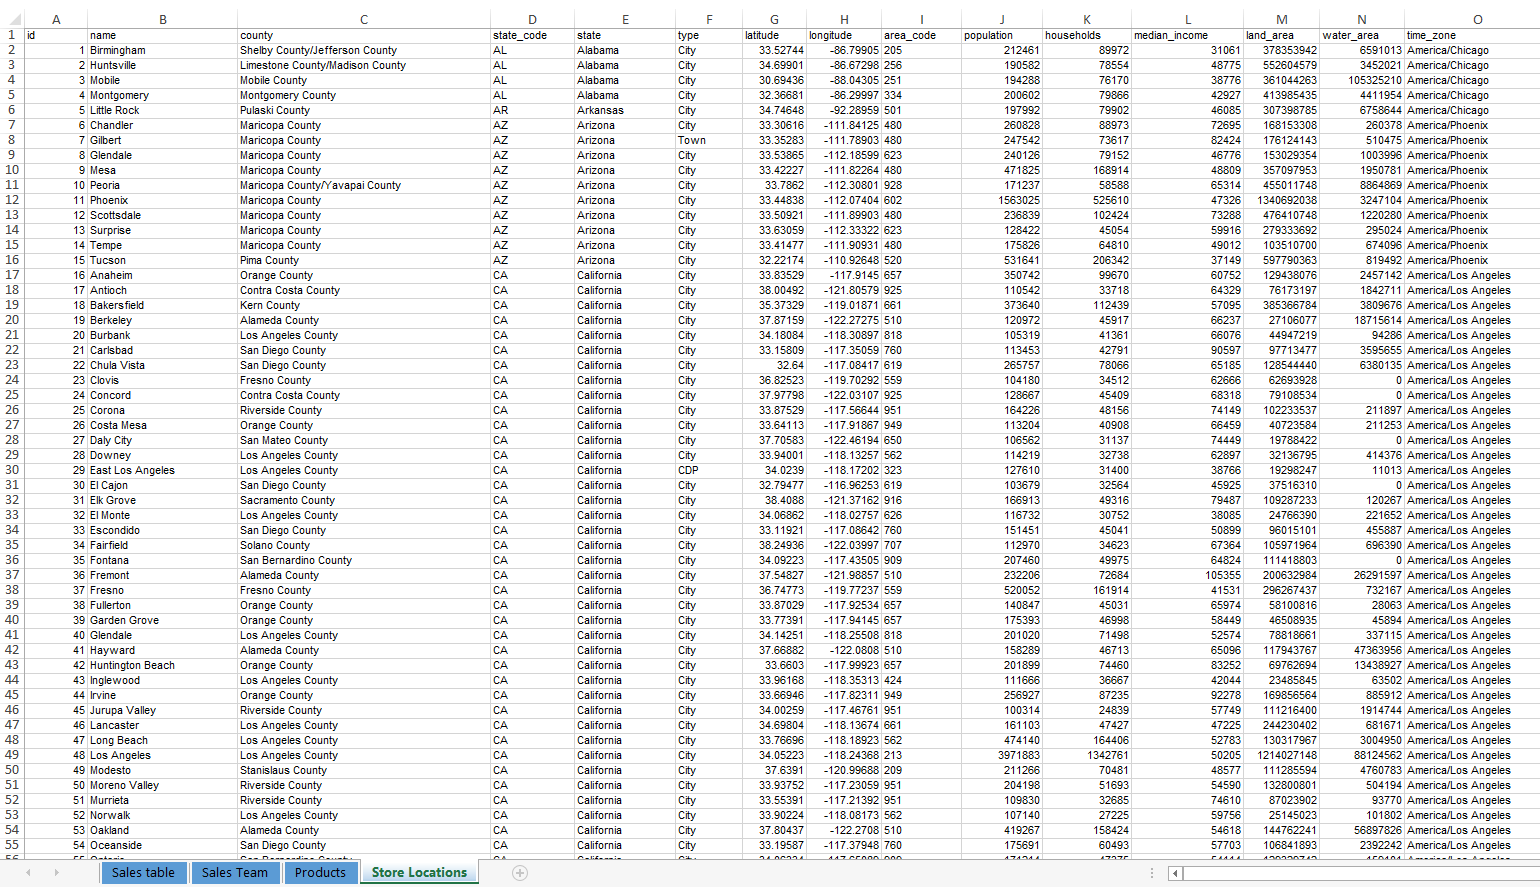 A B C D E F G H I J K L M N O
1 id name county state_code state type latitude longitude area_code population households median_income land_area water_area time_zone
2 1 Birmingham Shelby County/Jefferson County AL Alabama City 33.52744 -86.79905 205 212461 89972 31061 378353942 6591013 America/Chicago
3 2 Huntsville Limestone County/Madison County AL Alabama City 34.69901 -86.67298 256 190582 78554 48775 552604579 3452021 America/Chicago
4 3 Mobile Mobile County AL Alabama City 30.69436 -88.04305 251 194288 76170 38776 361044263 105325210 America/Chicago
5 4 Montgomery Montgomery County AL Alabama City 32.36681 -86.29997 334 200602 79866 42927 413985435 4411954 America/Chicago
6 5 Little Rock Pulaski County AR Arkansas City 34.74648 -92.28959 501 197992 79902 46085 307398785 6758644 America/Chicago
7 6 Chandler Maricopa County AZ Arizona City 33.30616 -111.84125 480 260828 88973 72695 168153308 260378 America/Phoenix
8 7 Gilbert Maricopa County AZ Arizona Town 33.35283 -111.78903 480 247542 73617 82424 176124143 510475 America/Phoenix
9 8 Glendale Maricopa County AZ Arizona City 33.53865 -112.18599 623 240126 79152 46776 153029354 1003996 America/Phoenix
10 9 Mesa Maricopa County AZ Arizona City 33.42227 -111.82264 480 471825 168914 48809 357097953 1950781 America/Phoenix
11 10 Peoria Maricopa County/Yavapai County AZ Arizona City 33.7862 -112.30801 928 171237 58588 65314 455011748 8864869 America/Phoenix
12 11 Phoenix Maricopa County AZ Arizona City 33.44838 -112.07404 602 1563025 525610 47326 1340692038 3247104 America/Phoenix
13 12 Scottsdale Maricopa County AZ Arizona City 33.50921 -111.89903 480 236839 102424 73288 476410748 1220280 America/Phoenix
14 13 Surprise Maricopa County AZ Arizona City 33.63059 -112.33322 623 128422 45054 59916 279333692 295024 America/Phoenix
15 14 Tempe Maricopa County AZ Arizona City 33.41477 -111.90931 480 175826 64810 49012 103510700 674096 America/Phoenix
16 15 Tucson Pima County AZ Arizona City 32.22174 -110.92648 520 531641 206342 37149 597790363 819492 America/Phoenix
17 16 Anaheim Orange County CA California City 33.83529 -117.9145 657 350742 99670 60752 129438076 2457142 America/Los Angeles
18 17 Antioch Contra Costa County CA California City 38.00492 -121.80579 925 110542 33718 64329 76173197 1842711 America/Los Angeles
19 18 Bakersfield Kern County CA California City 35.37329 -119.01871 661 373640 112439 57095 385366784 3809676 America/Los Angeles
20 19 Berkeley Alameda County CA California City 37.87159 -122.27275 510 120972 45917 66237 27106077 18715614 America/Los Angeles
21 20 Burbank Los Angeles County CA California City 34.18084 -118.30897 818 105319 41361 66076 44947219 94286 America/Los Angeles
22 21 Carlsbad San Diego County CA California City 33.15809 -117.35059 760 113453 42791 90597 97713477 3595655 America/Los Angeles
23 22 Chula Vista San Diego County CA California City 32.64 -117.08417 619 265757 78066 65185 128544440 6380135 America/Los Angeles
24 23 Clovis Fresno County CA California City 36.82523 -119.70292 559 104180 34512 62666 62693928 0 America/Los Angeles
25 24 Concord Contra Costa County CA California City 37.97798 -122.03107 925 128667 45409 68318 79108534 0 America/Los Angeles
26 25 Corona Riverside County CA California City 33.87529 -117.56644 951 164226 48156 74149 102233537 211897 America/Los Angeles
27 26 Costa Mesa Orange County CA California City 33.64113 -117.91867 949 113204 40908 66459 40723584 211253 America/Los Angeles
28 27 Daly City San Mateo County CA California City 37.70583 -122.46194 650 106562 31137 74449 19788422 0 America/Los Angeles
29 28 Downey Los Angeles County CA California City 33.94001 -118.13257 562 114219 32738 62897 32136795 414376 America/Los Angeles
30 29 East Los Angeles Los Angeles County CA California CDP 34.0239 -118.17202 323 127610 31400 38766 19298247 11013 America/Los Angeles
31 30 El Cajon San Diego County CA California City 32.79477 -116.96253 619 103679 32564 45925 37516310 0 America/Los Angeles
32 31 Elk Grove Sacramento County CA California City 38.4088 -121.37162 916 166913 49316 79487 109287233 120267 America/Los Angeles
33 32 El Monte Los Angeles County CA California City 34.06862 -118.02757 626 116732 30752 38085 24766390 221652 America/Los Angeles
34 33 Escondido San Diego County CA California City 33.11921 -117.08642 760 151451 45041 50899 96015101 455887 America/Los Angeles
35 34 Fairfield Solano County CA California City 38.24936 -122.03997 707 112970 34623 67364 105971964 696390 America/Los Angeles
36 35 Fontana San Bernardino County CA California City 34.09223 -117.43505 909 207460 49975 64824 111418803 0 America/Los Angeles
37 36 Fremont Alameda County CA California City 37.54827 -121.98857 510 232206 72684 105355 200632984 26291597 America/Los Angeles
38 37 Fresno Fresno County CA California City 36.74773 -119.77237 559 520052 161914 41531 296267437 732167 America/Los Angeles
39 38 Fullerton Orange County CA California City 33.87029 -117.92534 657 140847 45031 65974 58100816 28063 America/Los Angeles
40 39 Garden Grove Orange County CA California City 33.77391 -117.94145 657 175393 46998 58449 46508935 45894 America/Los Angeles
41 40 Glendale Los Angeles County CA California City 34.14251 -118.25508 818 201020 71498 52574 78818661 337115 America/Los Angeles
42 41 Hayward Alameda County CA California City 37.66882 -122.0808 510 158289 46713 65096 117943767 47363956 America/Los Angeles
43 42 Huntington Beach Orange County CA California City 33.6603 -117.99923 657 201899 74460 83252 69762694 13438927 America/Los Angeles
44 43 Inglewood Los Angeles County CA California City 33.96168 -118.35313 424 111666 36667 42044 23485845 63502 America/Los Angeles
45 44 Irvine Orange County CA California City 33.66946 -117.82311 949 256927 87235 92278 169856564 885912 America/Los Angeles
46 45 Jurupa Valley Riverside County CA California City 34.00259 -117.46761 951 100314 24839 57749 111216400 1914744 America/Los Angeles
47 46 Lancaster Los Angeles County CA California City 34.69804 -118.13674 661 161103 47427 47225 244230402 681671 America/Los Angeles
48 47 Long Beach Los Angeles County CA California City 33.76696 -118.18923 562 474140 164406 52783 130317967 3004950 America/Los Angeles
49 48 Los Angeles Los Angeles County CA California City 34.05223 -118.24368 213 3971883 1342761 50205 1214027148 88124562 America/Los Angeles
50 49 Modesto Stanislaus County CA California City 37.6391 -120.99688 209 211266 70481 48577 111285594 4760783 America/Los Angeles
51 50 Moreno Valley Riverside County CA California City 33.93752 -117.23059 951 204198 51693 54590 132800801 504194 America/Los Angeles
52 51 Murrieta Riverside County CA California City 33.55391 -117.21392 951 109830 32685 74610 87023902 93770 America/Los Angeles
53 52 Norwalk Los Angeles County CA California City 33.90224 -118.08173 562 107140 27225 59756 25145023 101802 America/Los Angeles
54 53 Oakland Alameda County CA California City 37.80437 -122.2708 510 419267 158424 54618 144762241 56897826 America/Los Angeles
55 54 Oceanside San Diego County CA California City 33.19587 -117.37948 760 175691 60493 57703 106841893 2392242 America/Los Angeles
Sales table Sales Team Products Store Locations